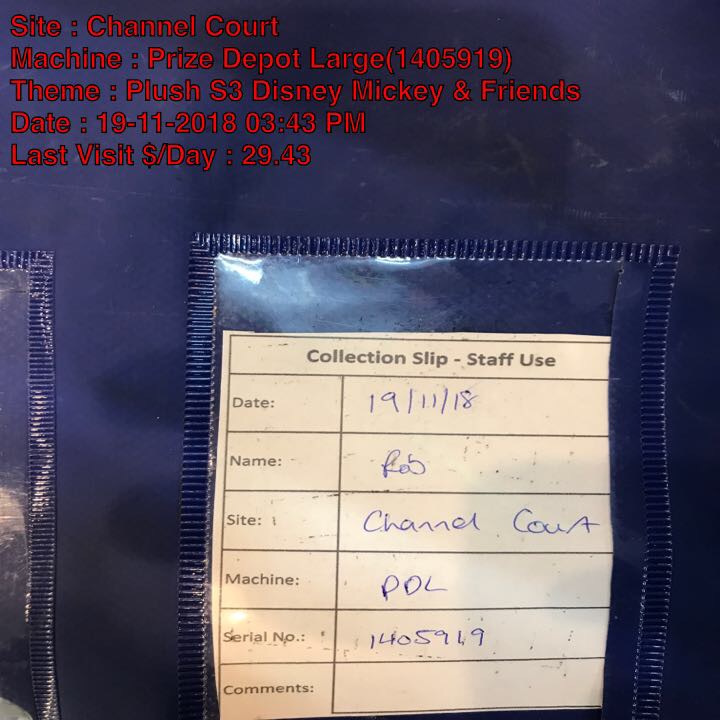 Site : Channel Court
Machine : Prize Depot Large(1405919)
Theme : Plush S3 Disney Mickey & Friends
Date : 19-11-2018 03:43 PM
Last Visit $/Day : 29.43
Collection Slip - Staff Use
Date: 19/11/18
Name: Rob
Site: Channel Court
Machine: PDL
Serial No.: 1405919
Comments: